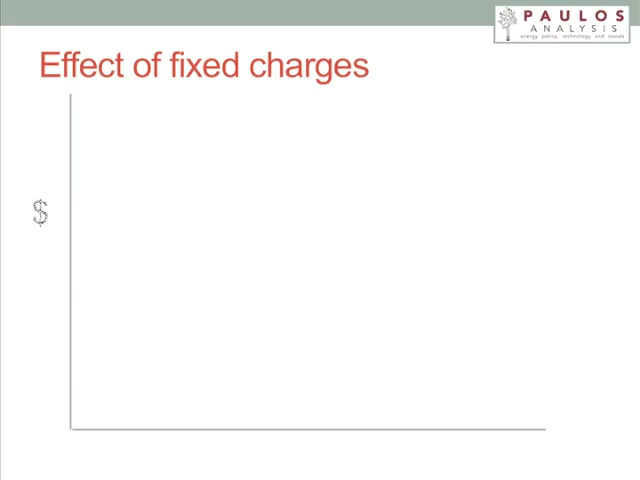 PAULOS
ANALYSIS
energy policy, technology and trends
Effect of fixed charges
$